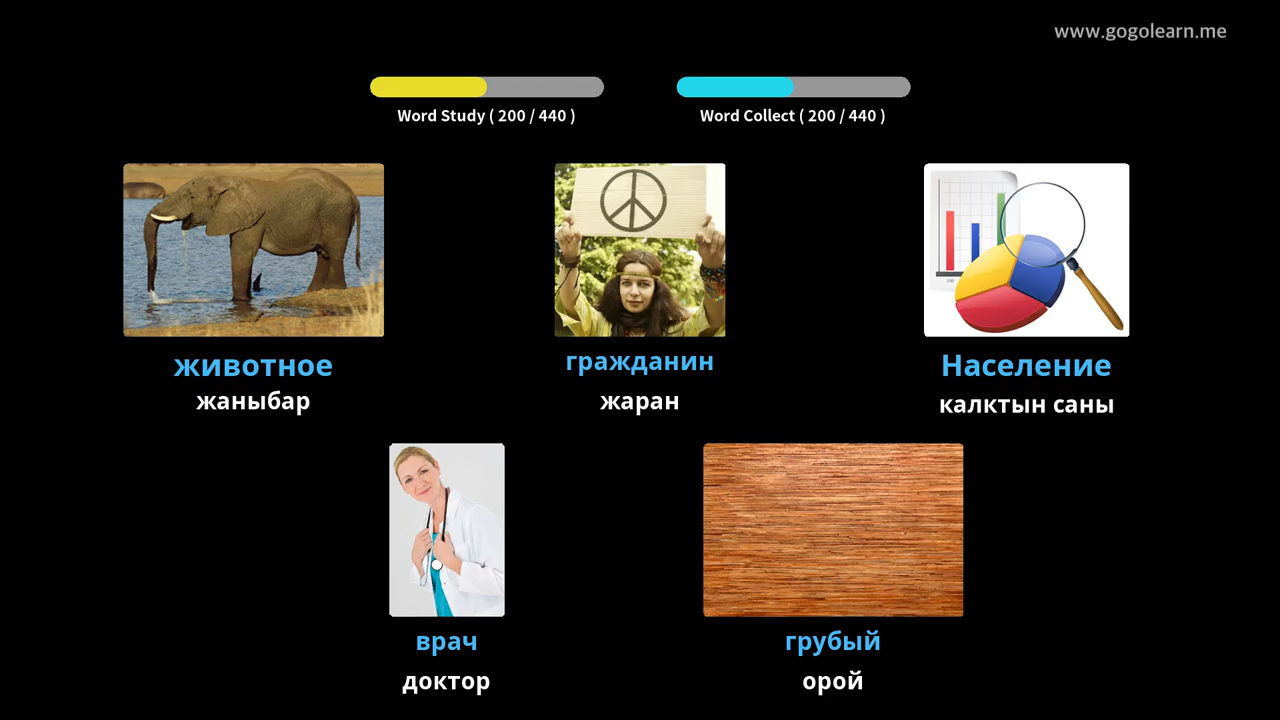 www.gogolearn.me
Word Study ( 200 / 440 )
Word Collect ( 200 / 440 )
животное
жаныбар
гражданин
жаран
Население
калктын саны
врач
доктор
грубый
орой